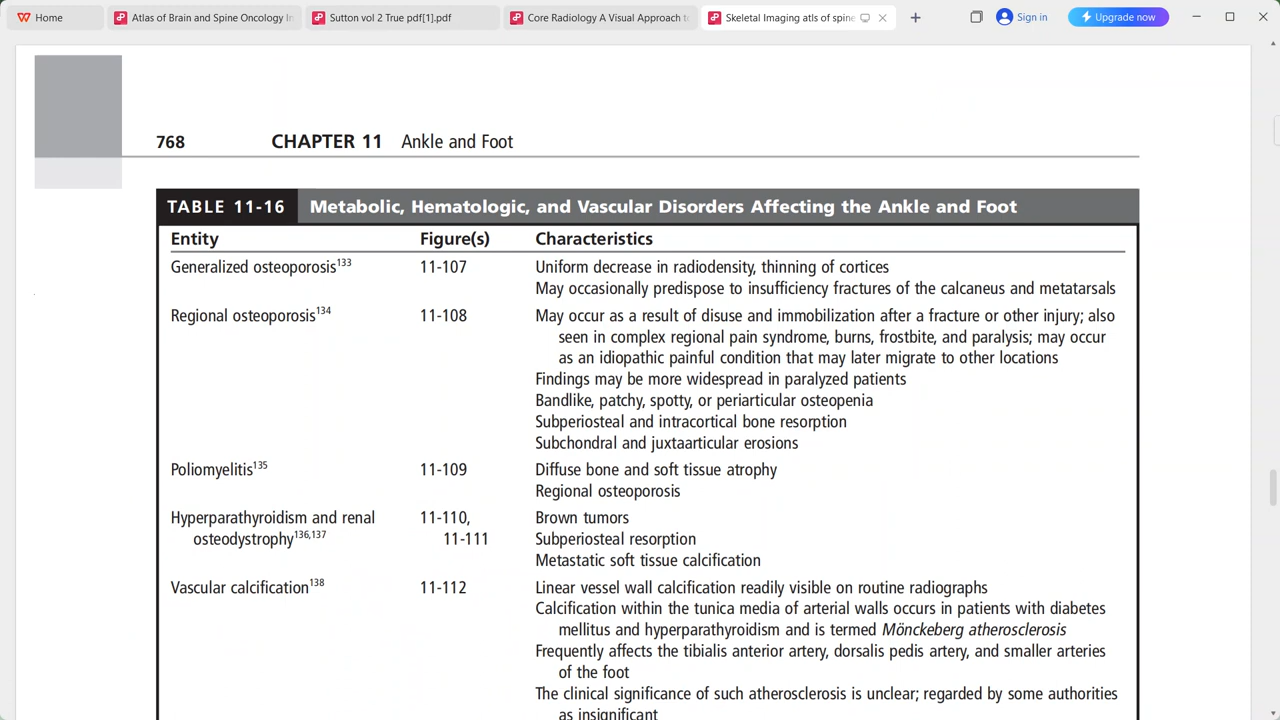 Home
Atlas of Brain and Spine Oncology I
Sutton vol 2 True pdf[1].pdf
Core Radiology A Visual Approach t
Skeletal Imaging atls of spine
Sign in
Upgrade now
768 CHAPTER 11 Ankle and Foot
TABLE 11-16 Metabolic, Hematologic, and Vascular Disorders Affecting the Ankle and Foot
Entity Figure(s) Characteristics
Generalized osteoporosis133 11-107 Uniform decrease in radiodensity, thinning of cortices
May occasionally predispose to insufficiency fractures of the calcaneus and metatarsals
Regional osteoporosis134 11-108 May occur as a result of disuse and immobilization after a fracture or other injury; also
seen in complex regional pain syndrome, burns, frostbite, and paralysis; may occur
as an idiopathic painful condition that may later migrate to other locations
Findings may be more widespread in paralyzed patients
Bandlike, patchy, spotty, or periarticular osteopenia
Subperiosteal and intracortical bone resorption
Subchondral and juxtaarticular erosions
Poliomyelitis135 11-109 Diffuse bone and soft tissue atrophy
Regional osteoporosis
Hyperparathyroidism and renal 11-110, Brown tumors
osteodystrophy136,137 11-111 Subperiosteal resorption
Metastatic soft tissue calcification
Vascular calcification138 11-112 Linear vessel wall calcification readily visible on routine radiographs
Calcification within the tunica media of arterial walls occurs in patients with diabetes
mellitus and hyperparathyroidism and is termed Mönckeberg atherosclerosis
Frequently affects the tibialis anterior artery, dorsalis pedis artery, and smaller arteries
of the foot
The clinical significance of such atherosclerosis is unclear; regarded by some authorities
as insignificant